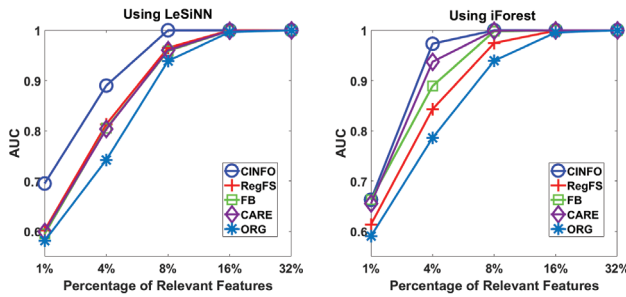 Using LeSiNN
1
0.9
0.8
0.7
0.6
AUC
CINFO
RegFS
FB
CARE
ORG
1% 4% 8% 16% 32%
Percentage of Relevant Features
Using iForest
1
0.9
0.8
0.7
0.6
AUC
CINFO
RegFS
FB
CARE
ORG
1% 4% 8% 16% 32%
Percentage of Relevant Features